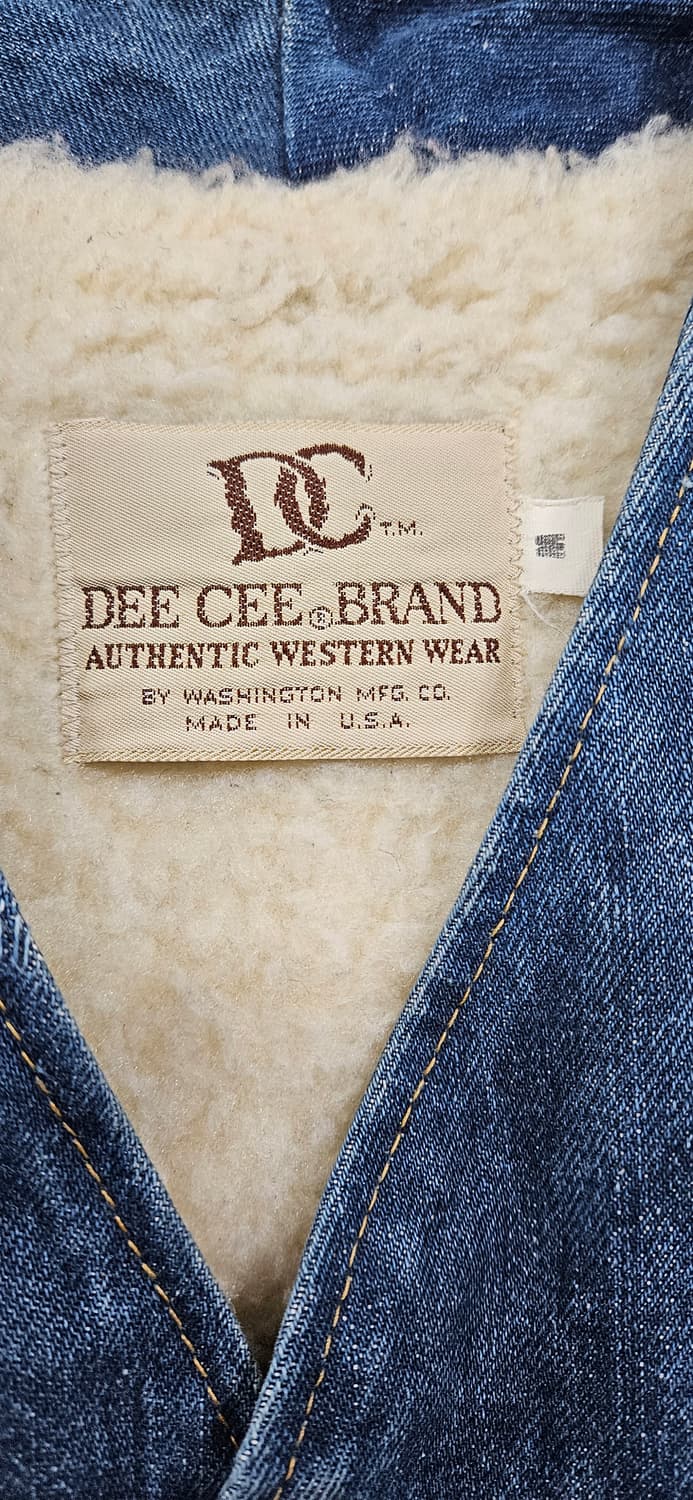 DC T.M.
DEE CEE ® BRAND
AUTHENTIC WESTERN WEAR
BY WASHINGTON MFG. CO.
MADE IN U.S.A.